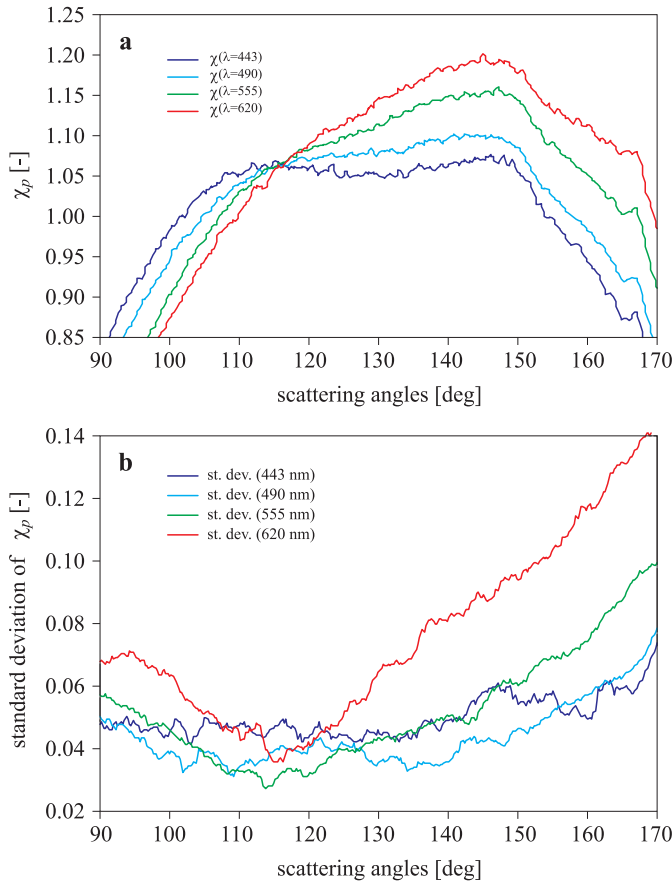 a
χ(λ=443)
χ(λ=490)
χ(λ=555)
χ(λ=620)
χp [-]
1.25
1.20
1.15
1.10
1.05
1.00
0.95
0.90
0.85
90 100 110 120 130 140 150 160 170
scattering angles [deg]
b
st. dev. (443 nm)
st. dev. (490 nm)
st. dev. (555 nm)
st. dev. (620 nm)
standard deviation of χp [-]
0.14
0.12
0.10
0.08
0.06
0.04
0.02
90 100 110 120 130 140 150 160 170
scattering angles [deg]